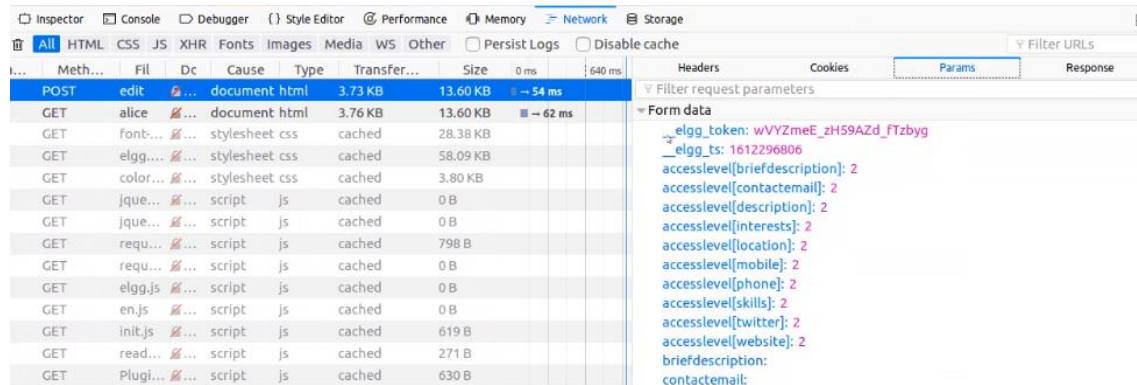 Inspector Console Debugger {} Style Editor Performance Memory Network Storage
All HTML CSS JS XHR Fonts Images Media WS Other Persist Logs Disable cache Filter URLs
Meth... Fil Dc Cause Type Transfer... Size 0 ms 640 ms Headers Cookies Params Response
POST edit ... document html 3.73 KB 13.60 KB → 54 ms
GET alice ... document html 3.76 KB 13.60 KB → 62 ms
GET font-... ... stylesheet css cached 28.38 KB
GET elgg.... ... stylesheet css cached 58.09 KB
GET color... ... stylesheet css cached 3.80 KB
GET jque... ... script js cached 0 B
GET jque... ... script js cached 0 B
GET requ... ... script js cached 798 B
GET requ... ... script js cached 0 B
GET elgg.js ... script js cached 0 B
GET en.js ... script js cached 0 B
GET init.js ... script js cached 619 B
GET read... ... script js cached 271 B
GET Plugi... ... script js cached 630 B
Filter request parameters
Form data
__elgg_token: wVYZmeE_zH59AZd_fTzbyg
__elgg_ts: 1612296806
accesslevel[briefdescription]: 2
accesslevel[contactemail]: 2
accesslevel[description]: 2
accesslevel[interests]: 2
accesslevel[location]: 2
accesslevel[mobile]: 2
accesslevel[phone]: 2
accesslevel[skills]: 2
accesslevel[twitter]: 2
accesslevel[website]: 2
briefdescription:
contactemail: